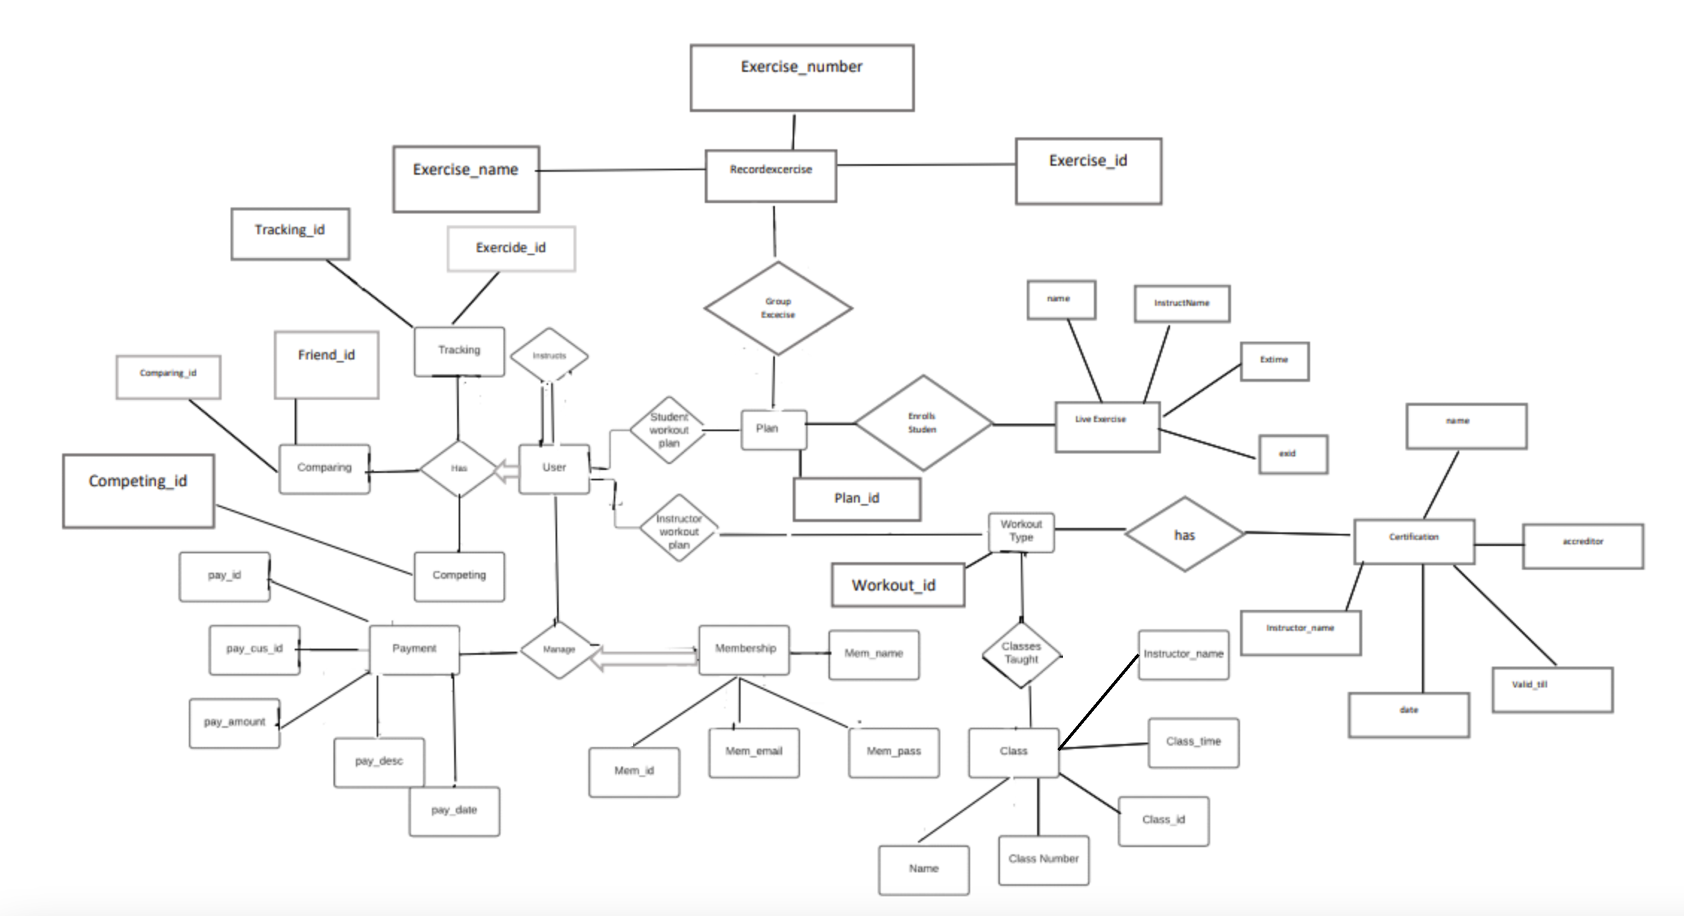 Exercise_number
Exercise_name
Recordexcercise
Exercise_id
Tracking_id
Exercide_id
Group
Excecise
name
InstructName
Friend_id
Tracking
Instructs
Extime
Comparing_id
Student
workout
plan
Plan
Enrolls
Studen
Live Exercise
name
exid
Comparing
Has
User
Competing_id
Plan_id
Instructor
workout
plan
Workout
Type
has
Certification
accreditor
pay_id
Competing
Workout_id
Instructor_name
pay_cus_id
Payment
Manage
Membership
Mem_name
Classes
Taught
Instructor_name
Valid_till
date
pay_amount
pay_desc
Mem_id
Mem_email
Mem_pass
Class
Class_time
pay_date
Class_id
Name
Class Number